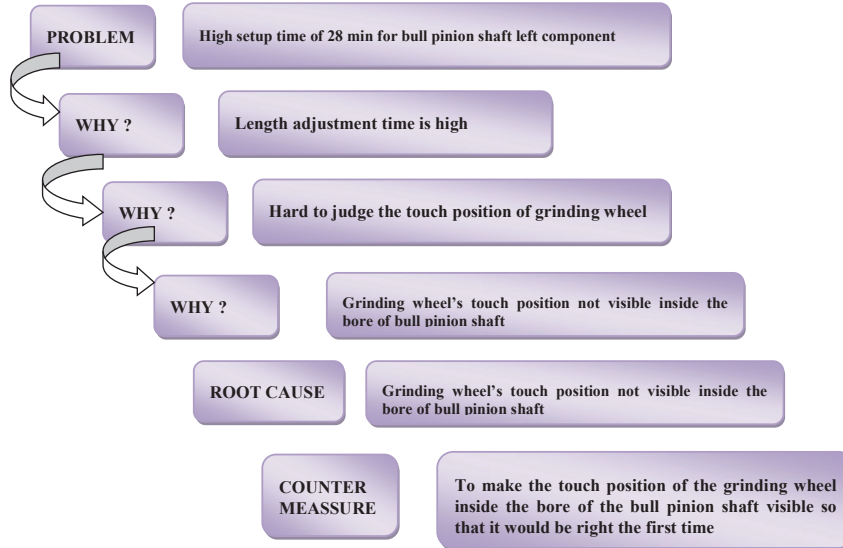 PROBLEM
High setup time of 28 min for bull pinion shaft left component
WHY ?
Length adjustment time is high
WHY ?
Hard to judge the touch position of grinding wheel
WHY ?
Grinding wheel's touch position not visible inside the
bore of bull pinion shaft
ROOT CAUSE
Grinding wheel's touch position not visible inside the
bore of bull pinion shaft
COUNTER
MEASSURE
To make the touch position of the grinding wheel
inside the bore of the bull pinion shaft visible so
that it would be right the first time